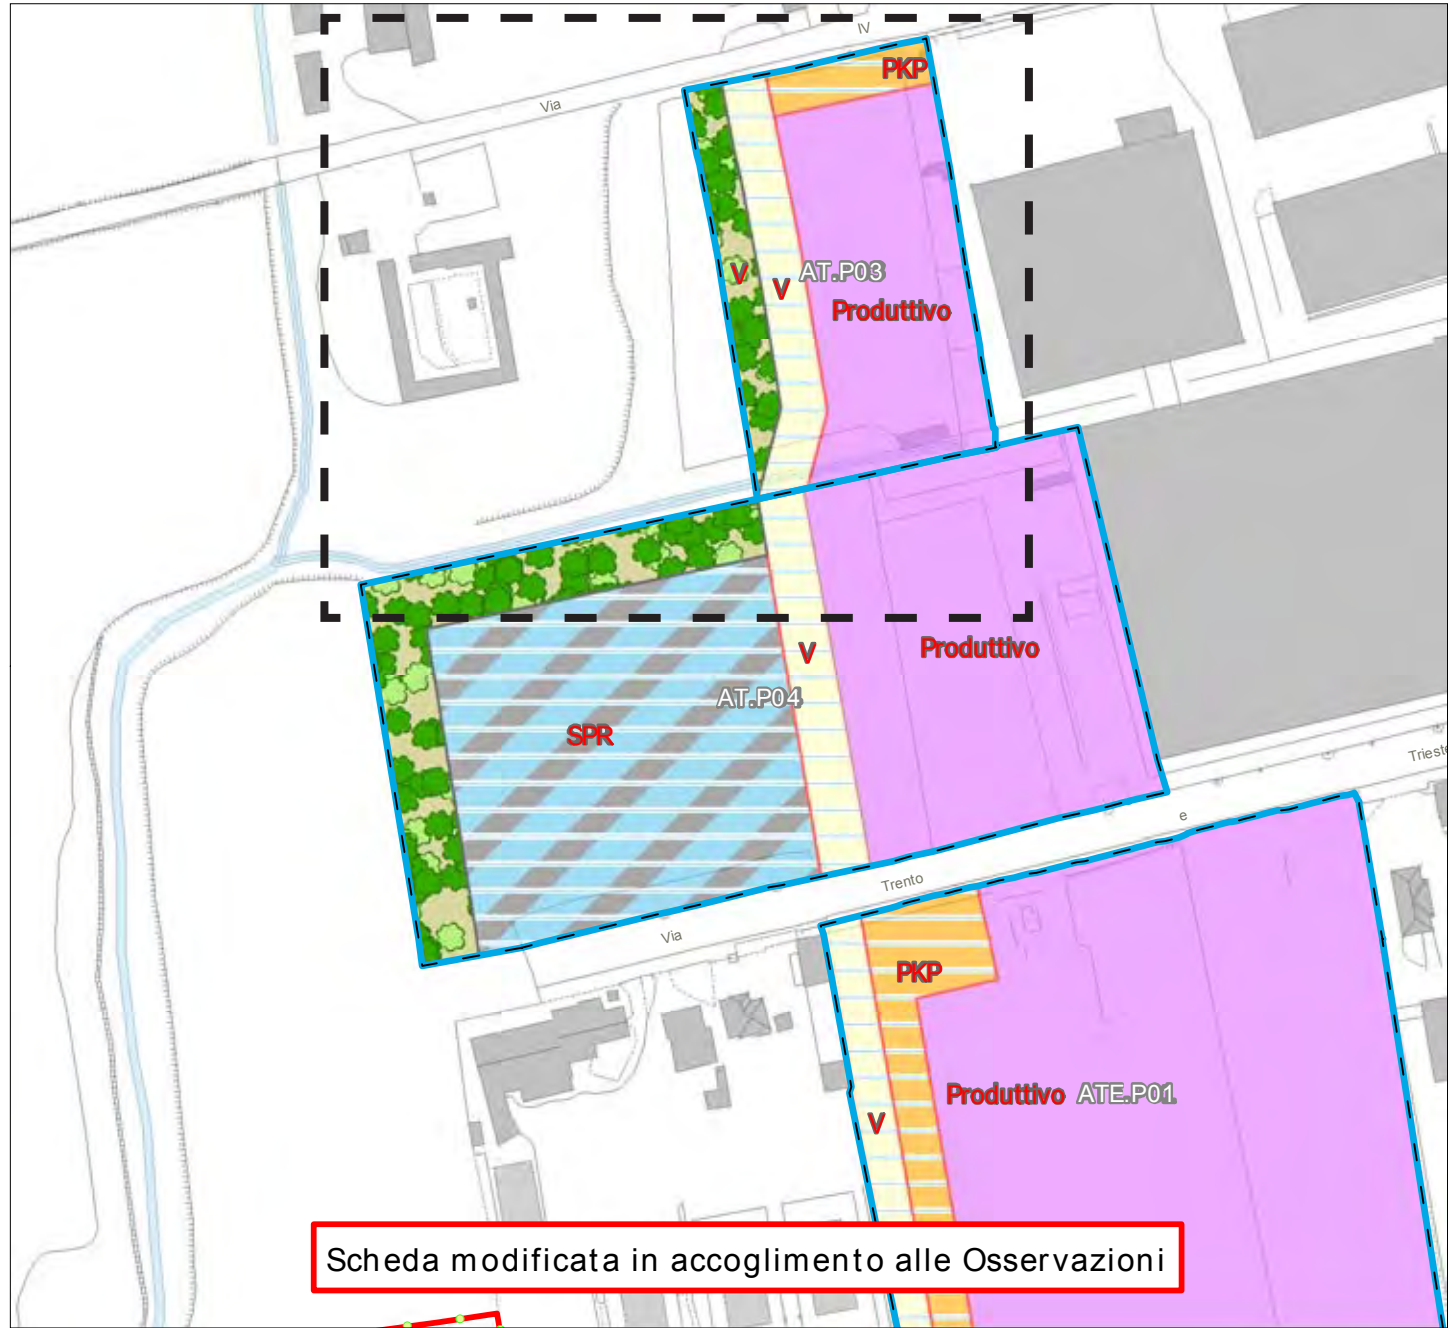 IV
PKP
Via
V
V
AT.P03
Produttivo
V
Produttivo
AT.P04
SPR
Trieste
e
Trento
Via
PKP
Produttivo ATE.P01
V
Scheda modificata in accoglimento alle Osservazioni